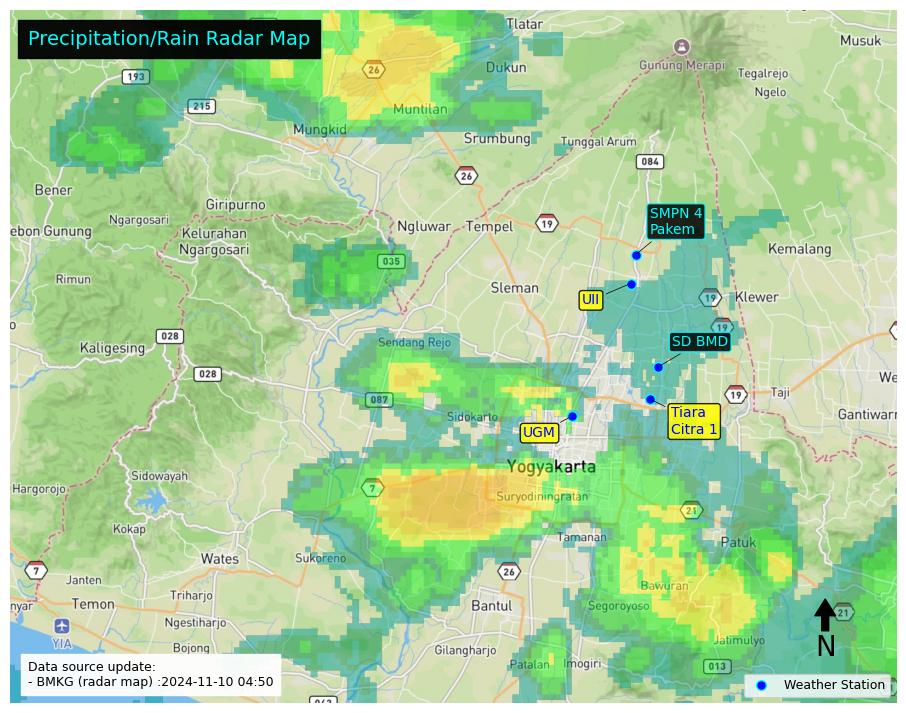 Precipitation/Rain Radar Map
Tlatar
Musuk
26
Gunung Merapi
193
Dukun
Tegalrejo
Ngelo
215
Muntilan
Mungkid
Srumbung
Tunggal Arum
084
26
Bener
Giripurno
SMPN 4
Pakem
Ngargosari
Ngluwar
Tempel
19
ebon Gunung
Kelurahan
Ngargosari
Kemalang
035
Rimun
Sleman
UII
19
Klewer
19
028
Sendang Rejo
SD BMD
Kaligesing
028
We
087
19
Taji
Sidokarto
Tiara
Citra 1
Gantiwarn
UGM
Yogyakarta
Sidowayah
Hargorojo
7
Suryodiningratan
21
Kokap
Tamanan
Patuk
Wates
Sukoreno
7
26
Janten
Bawuran
Triharjo
nyar
Temon
Bantul
Segoroyoso
21
Ngestiharjo
YIA
N
Bojong
Gilangharjo
Jatimulyo
Patalan
Imogiri
013
Data source update:
- BMKG (radar map) :2024-11-10 04:50
Weather Station